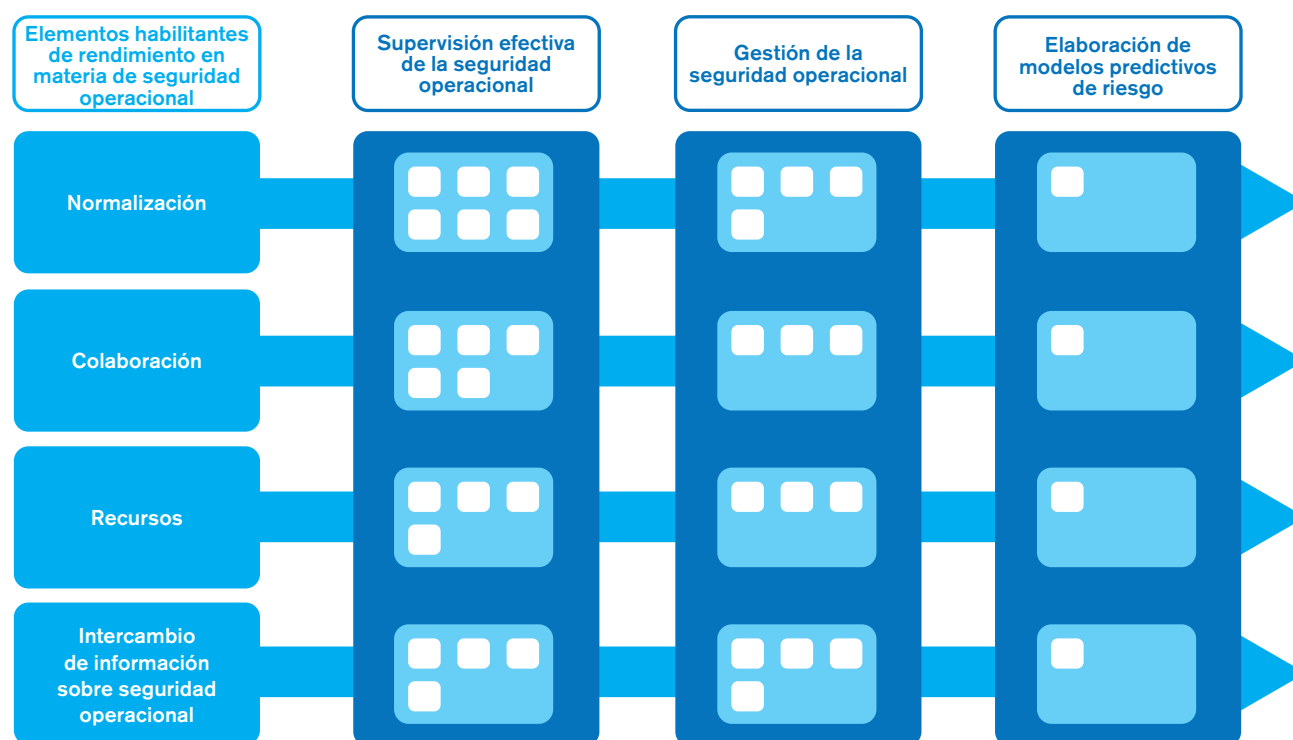 Elementos habilitantes
de rendimiento en
materia de seguridad
operacional
Supervisión efectiva
de la seguridad
operacional
Gestión de la
seguridad operacional
Elaboración de
modelos predictivos
de riesgo
Normalización
Colaboración
Recursos
Intercambio
de información
sobre seguridad
operacional